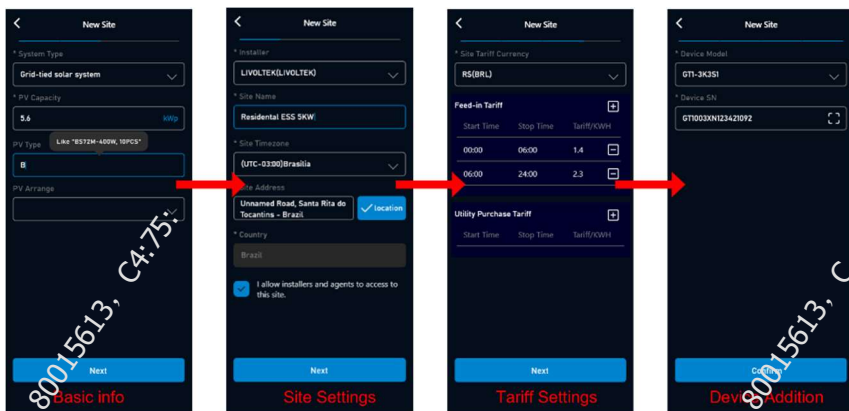 New Site
* System Type
Grid-tied solar system
* PV Capacity
5.6 kWp
PV Type
Like "BS72M-400W, 10PCS"
B
PV Arrange
Next
Basic info
New Site
* Installer
LIVOLTEK(LIVOLTEK)
* Site Name
Residental ESS 5KW
* Site Timezone
(UTC-03:00)Brasilia
* Site Address
Unnamed Road, Santa Rita do
Tocantins - Brazil
location
* Country
Brazil
I allow installers and agents to access to
this site.
Next
Site Settings
New Site
* Site Tariff Currency
R$(BRL)
Feed-in Tariff
Start Time Stop Time Tariff/KWH
00:00 06:00 1.4
06:00 24:00 2.3
Utility Purchase Tariff
Start Time Stop Time Tariff/KWH
Next
Tariff Settings
New Site
* Device Model
GT1-3K3S1
* Device SN
GT1003XN123421092
Confirm
Device Addition
80015613, C4:75:
80015613, C